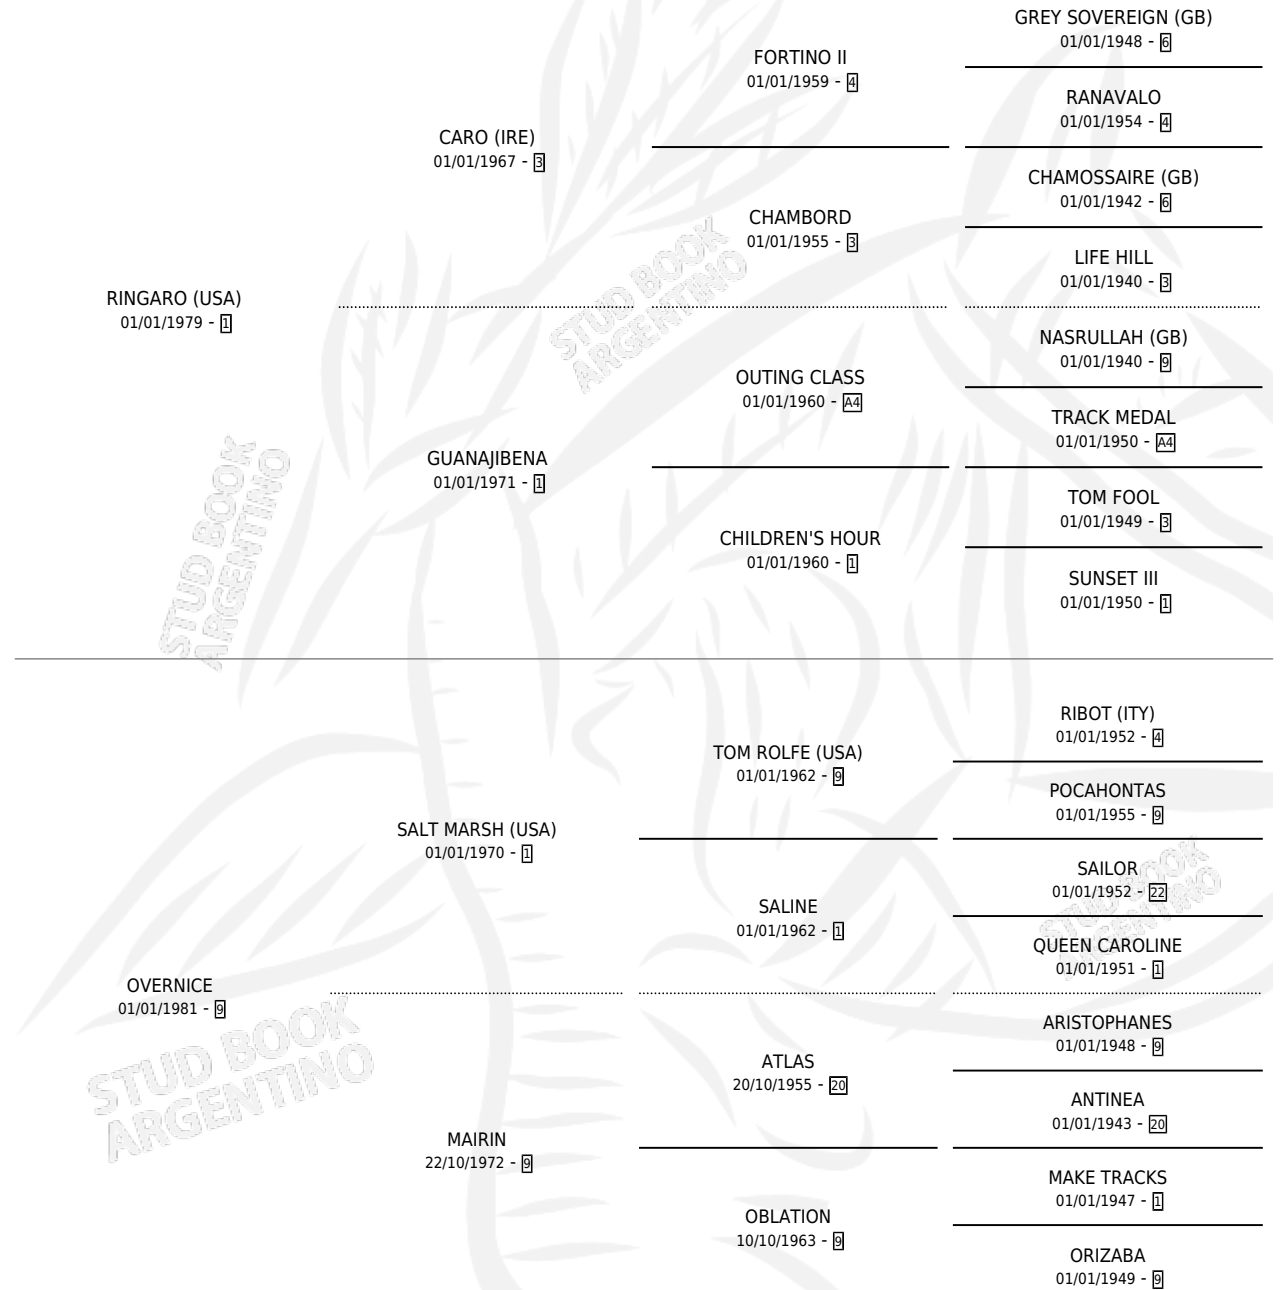 GREY SOVEREIGN (GB)
01/01/1948 - 6
FORTINO II
01/01/1959 - 4
RANAVALO
01/01/1954 - 4
CARO (IRE)
01/01/1967 - 3
CHAMOSSAIRE (GB)
01/01/1942 - 6
CHAMBORD
01/01/1955 - 3
LIFE HILL
01/01/1940 - 3
RINGARO (USA)
01/01/1979 - 1
NASRULLAH (GB)
01/01/1940 - 9
OUTING CLASS
01/01/1960 - A4
TRACK MEDAL
01/01/1950 - A4
GUANAJIBENA
01/01/1971 - 1
TOM FOOL
01/01/1949 - 3
CHILDREN'S HOUR
01/01/1960 - 1
SUNSET III
01/01/1950 - 1
RIBOT (ITY)
01/01/1952 - 4
TOM ROLFE (USA)
01/01/1962 - 9
POCAHONTAS
01/01/1955 - 9
SALT MARSH (USA)
01/01/1970 - 1
SAILOR
01/01/1952 - 22
SALINE
01/01/1962 - 1
QUEEN CAROLINE
01/01/1951 - 1
OVERNICE
01/01/1981 - 9
ARISTOPHANES
01/01/1948 - 9
ATLAS
20/10/1955 - 20
ANTINEA
01/01/1943 - 20
MAIRIN
22/10/1972 - 9
MAKE TRACKS
01/01/1947 - 1
OBLATION
10/10/1963 - 9
ORIZABA
01/01/1949 - 9
STUD BOOK
ARGENTINO
STUD BOOK
ARGENTINO
STUD BOOK
ARGENTINO
STUD BOOK
ARGENTINO